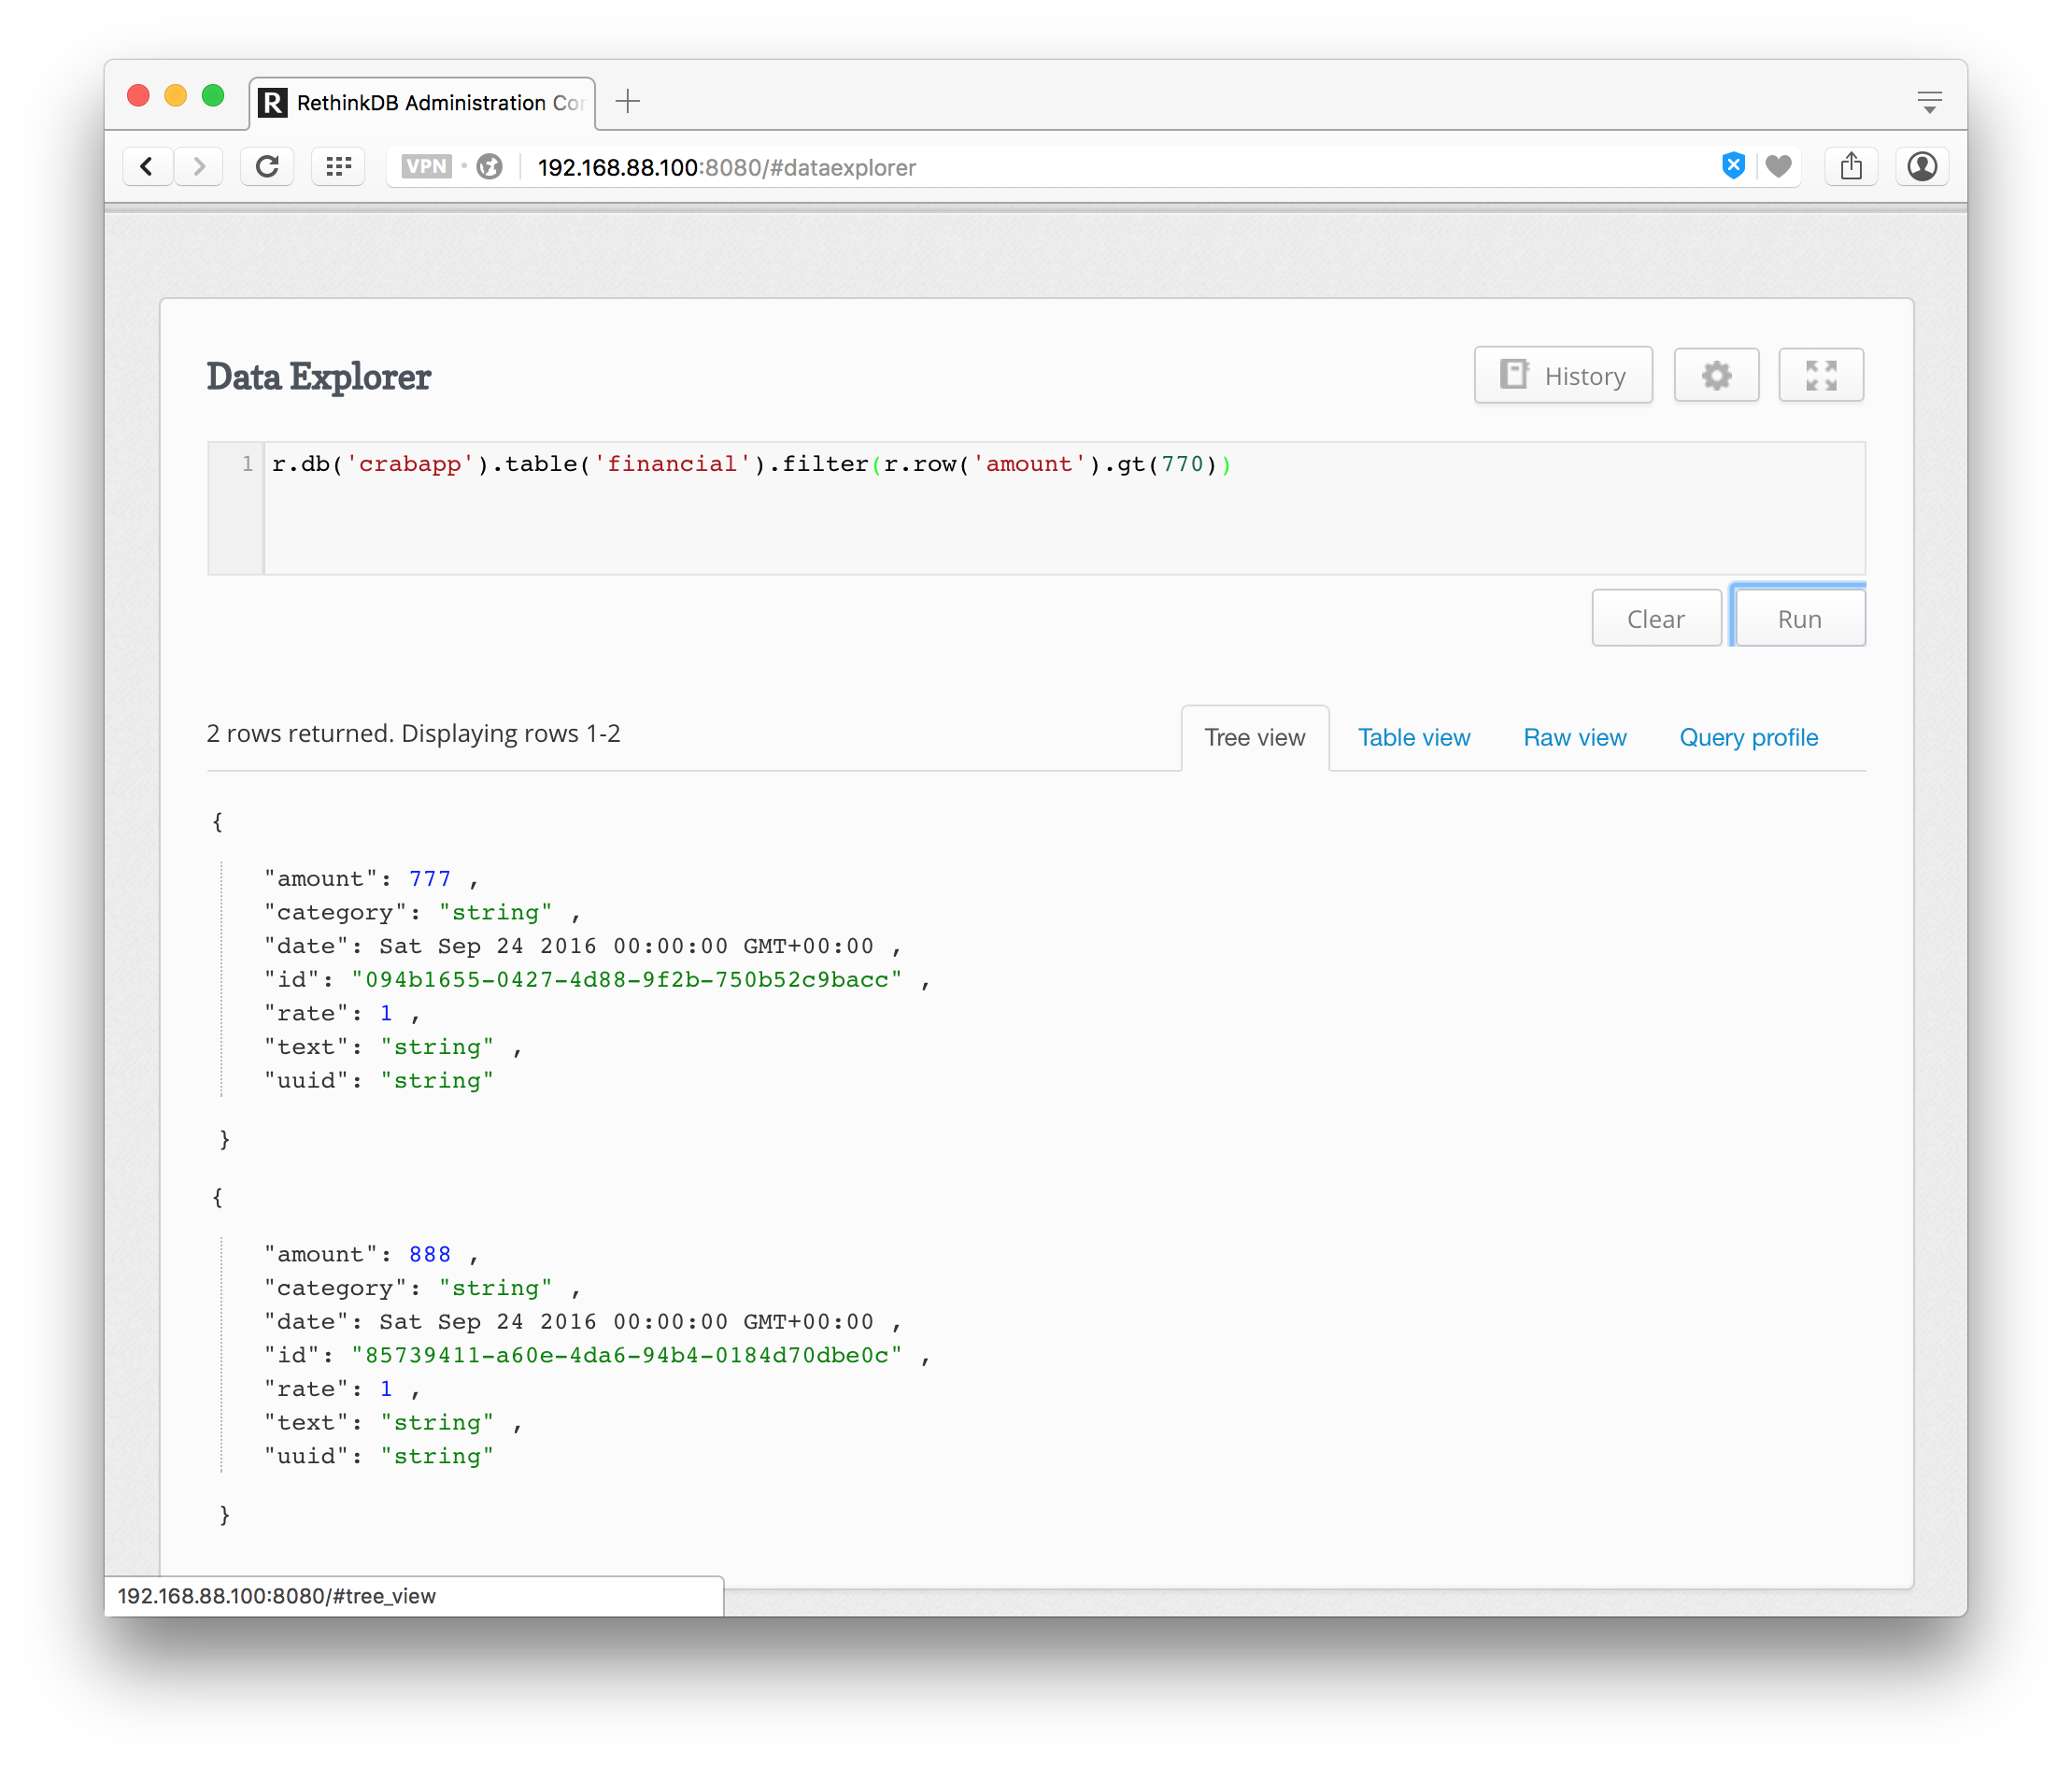 RethinkDB Administration Co
VPN 192.168.88.100:8080/#dataexplorer
Data Explorer
History
1 r.db('crabapp').table('financial').filter(r.row('amount').gt(770))
Clear Run
2 rows returned. Displaying rows 1-2
Tree view Table view Raw view Query profile
{
"amount": 777 ,
"category": "string" ,
"date": Sat Sep 24 2016 00:00:00 GMT+00:00 ,
"id": "094b1655-0427-4d88-9f2b-750b52c9bacc" ,
"rate": 1 ,
"text": "string" ,
"uuid": "string"
}
{
"amount": 888 ,
"category": "string" ,
"date": Sat Sep 24 2016 00:00:00 GMT+00:00 ,
"id": "85739411-a60e-4da6-94b4-0184d70dbe0c" ,
"rate": 1 ,
"text": "string" ,
"uuid": "string"
}
192.168.88.100:8080/#tree_view